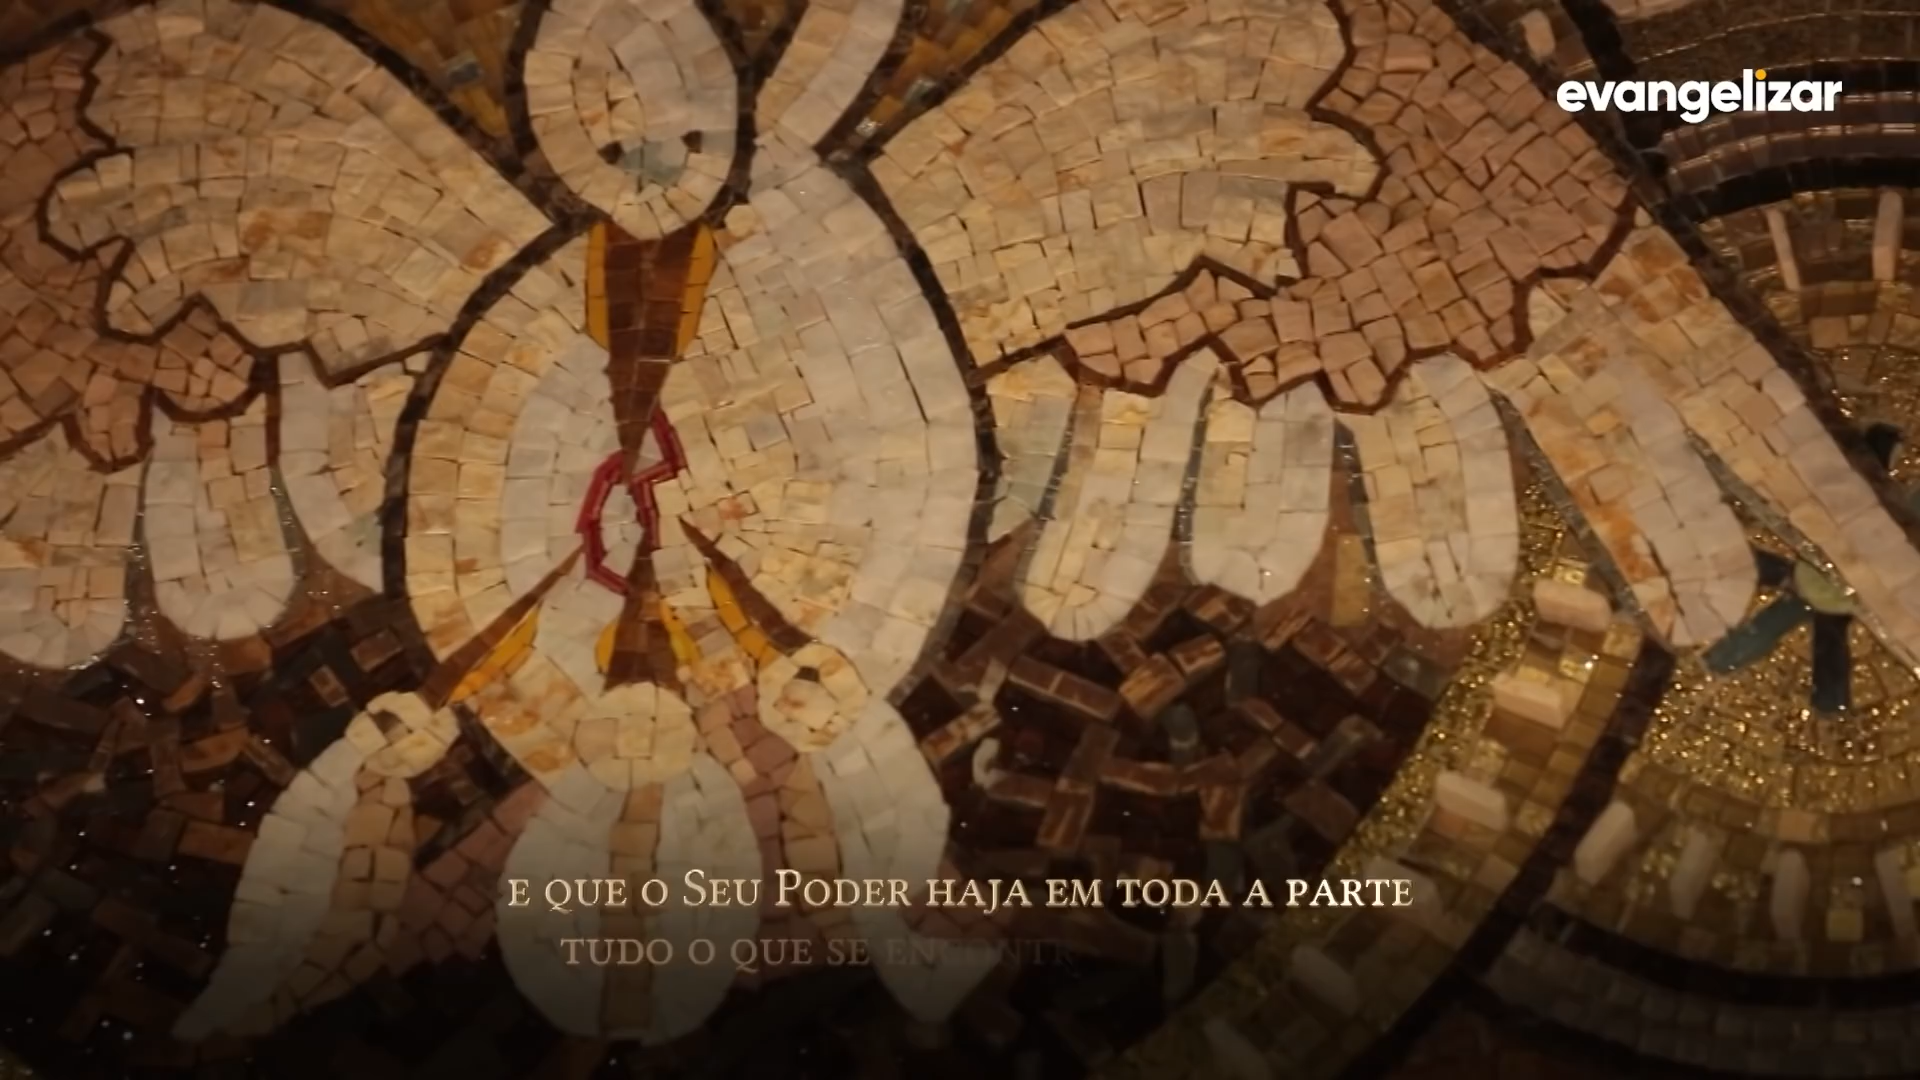 evangelizar
E QUE O SEU PODER HAJA EM TODA A PARTE
TUDO O QUE SE